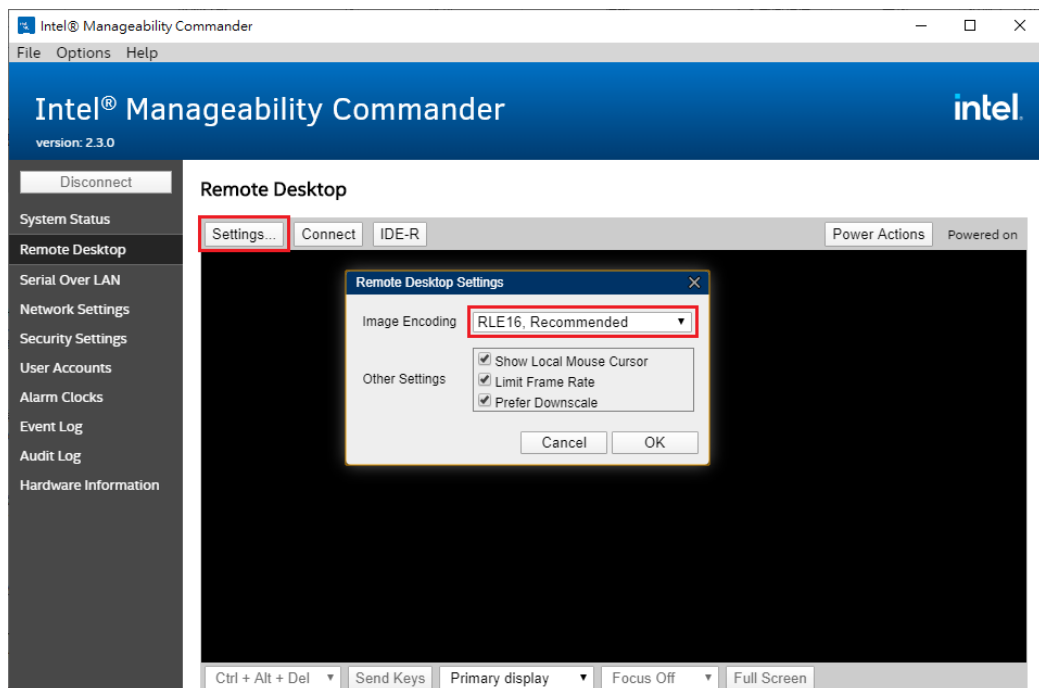 Intel® Manageability Commander
File Options Help
Intel® Manageability Commander
intel.
version: 2.3.0
Disconnect
System Status
Remote Desktop
Serial Over LAN
Network Settings
Security Settings
User Accounts
Alarm Clocks
Event Log
Audit Log
Hardware Information
Remote Desktop
Settings... Connect IDE-R Power Actions Powered on
Remote Desktop Settings
Image Encoding RLE16, Recommended
Other Settings
Show Local Mouse Cursor
Limit Frame Rate
Prefer Downscale
Cancel OK
Ctrl + Alt + Del Send Keys Primary display Focus Off Full Screen